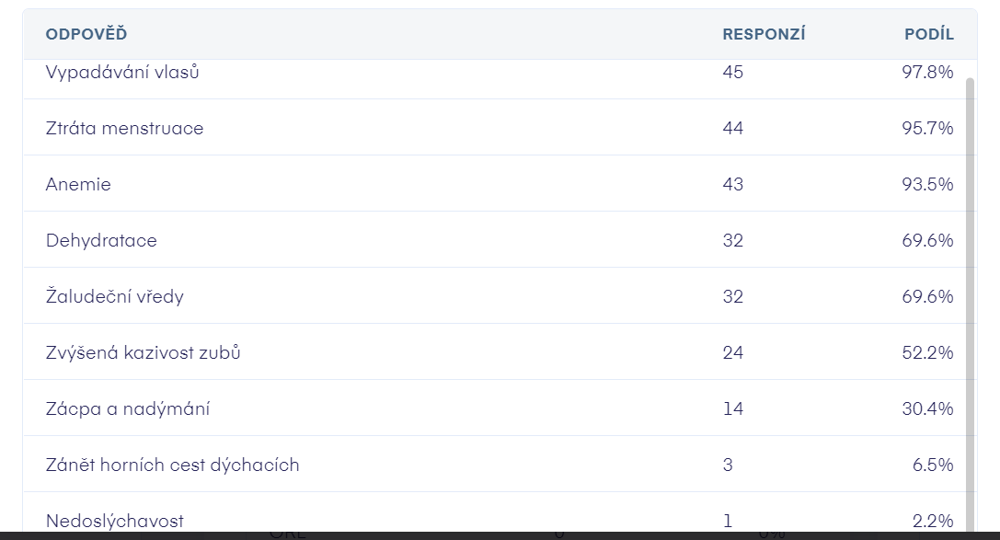 ODPOVĚĎ RESPONZÍ PODÍL
Vypadávání vlasů 45 97.8%
Ztráta menstruace 44 95.7%
Anemie 43 93.5%
Dehydratace 32 69.6%
Žaludeční vředy 32 69.6%
Zvýšená kazivost zubů 24 52.2%
Zácpa a nadýmání 14 30.4%
Zánět horních cest dýchacích 3 6.5%
Nedoslýchavost 1 2.2%